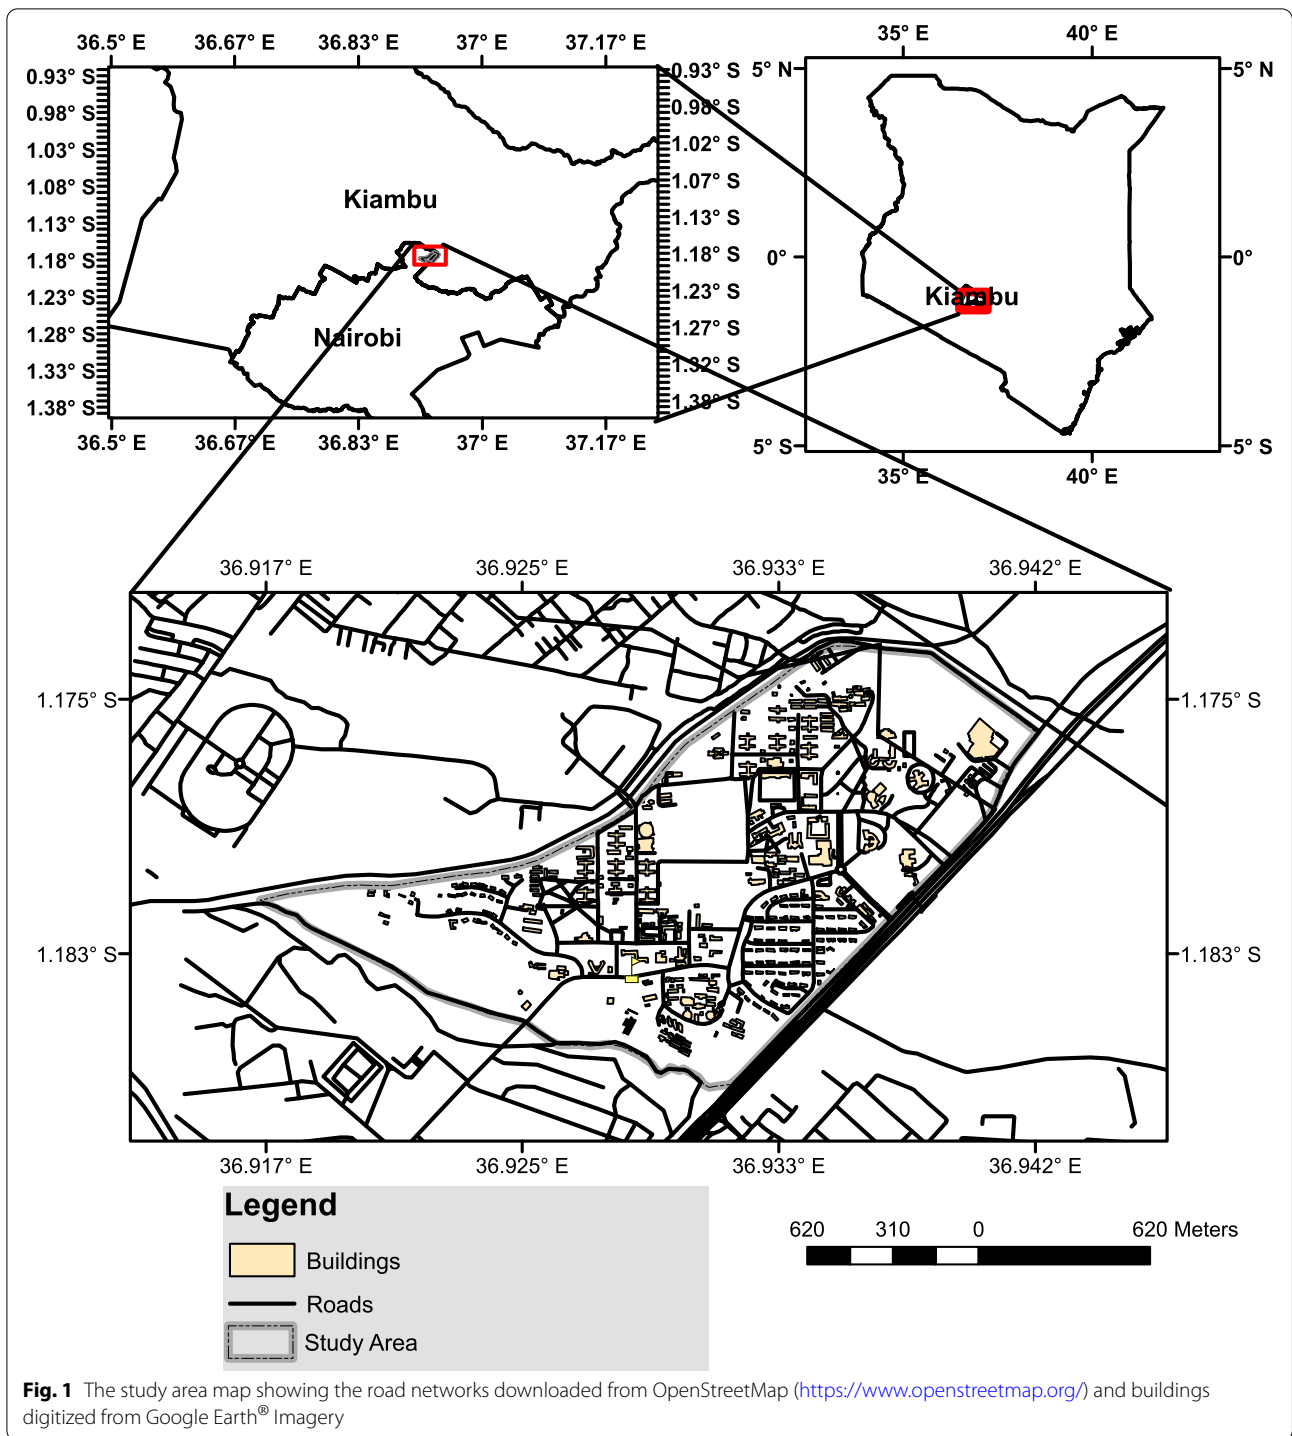 36.5° E 36.67° E 36.83° E 37° E 37.17° E
35° E 40° E
0.93° S
0.98° S
1.03° S
1.08° S
1.13° S
1.18° S
1.23° S
1.28° S
1.33° S
1.38° S
Kiambu
Nairobi
0.93° S
0.98° S
1.02° S
1.07° S
1.13° S
1.18° S
1.23° S
1.27° S
1.32° S
1.38° S
36.5° E 36.67° E 36.83° E 37° E 37.17° E
5° N 5° N
0° 0°
Kiambu
5° S 5° S
35° E 40° E
36.917° E 36.925° E 36.933° E 36.942° E
1.175° S 1.175° S
1.183° S 1.183° S
36.917° E 36.925° E 36.933° E 36.942° E
Legend
Buildings
Roads
Study Area
620 310 0 620 Meters
Fig. 1 The study area map showing the road networks downloaded from OpenStreetMap (https://www.openstreetmap.org/) and buildings
digitized from Google Earth® Imagery